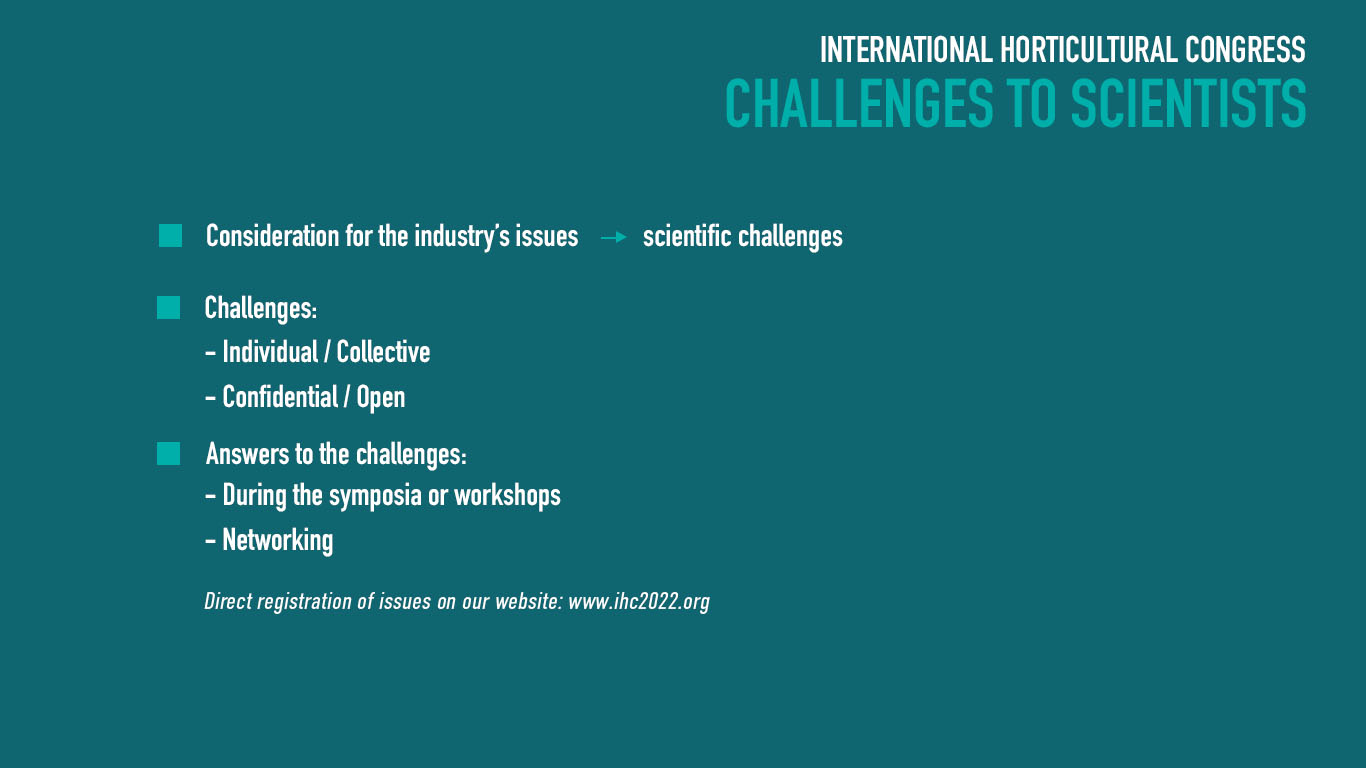 INTERNATIONAL HORTICULTURAL CONGRESS
CHALLENGES TO SCIENTISTS
Consideration for the industry's issues → scientific challenges
Challenges:
- Individual / Collective
- Confidential / Open
Answers to the challenges:
- During the symposia or workshops
- Networking
Direct registration of issues on our website: www.ihc2022.org